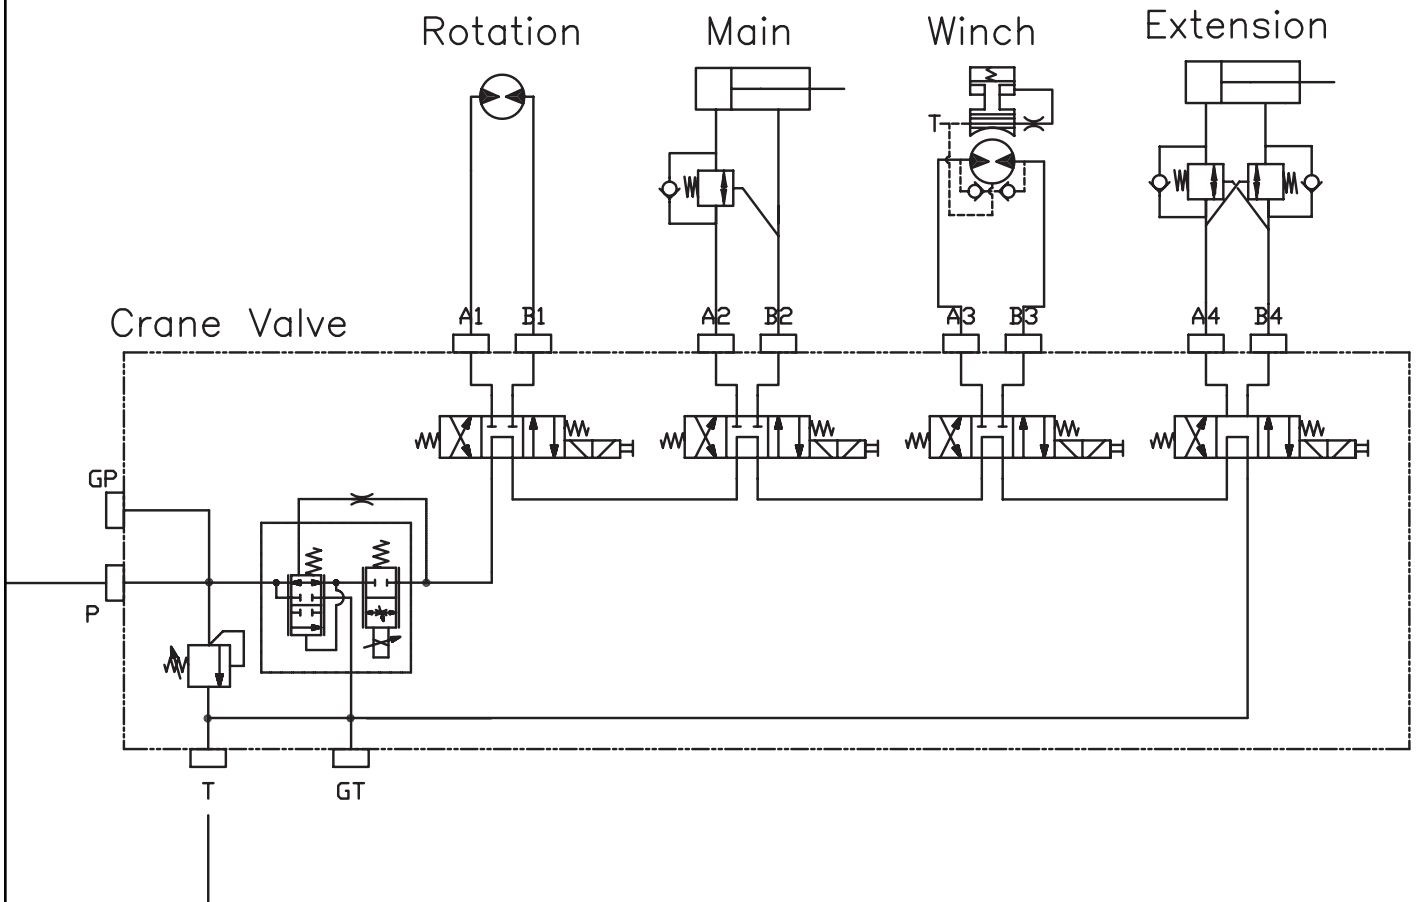 Rotation
Main
Winch
Extension
T
Crane Valve
A1
B1
A2
B2
A3
B3
A4
B4
GP
P
T
GT